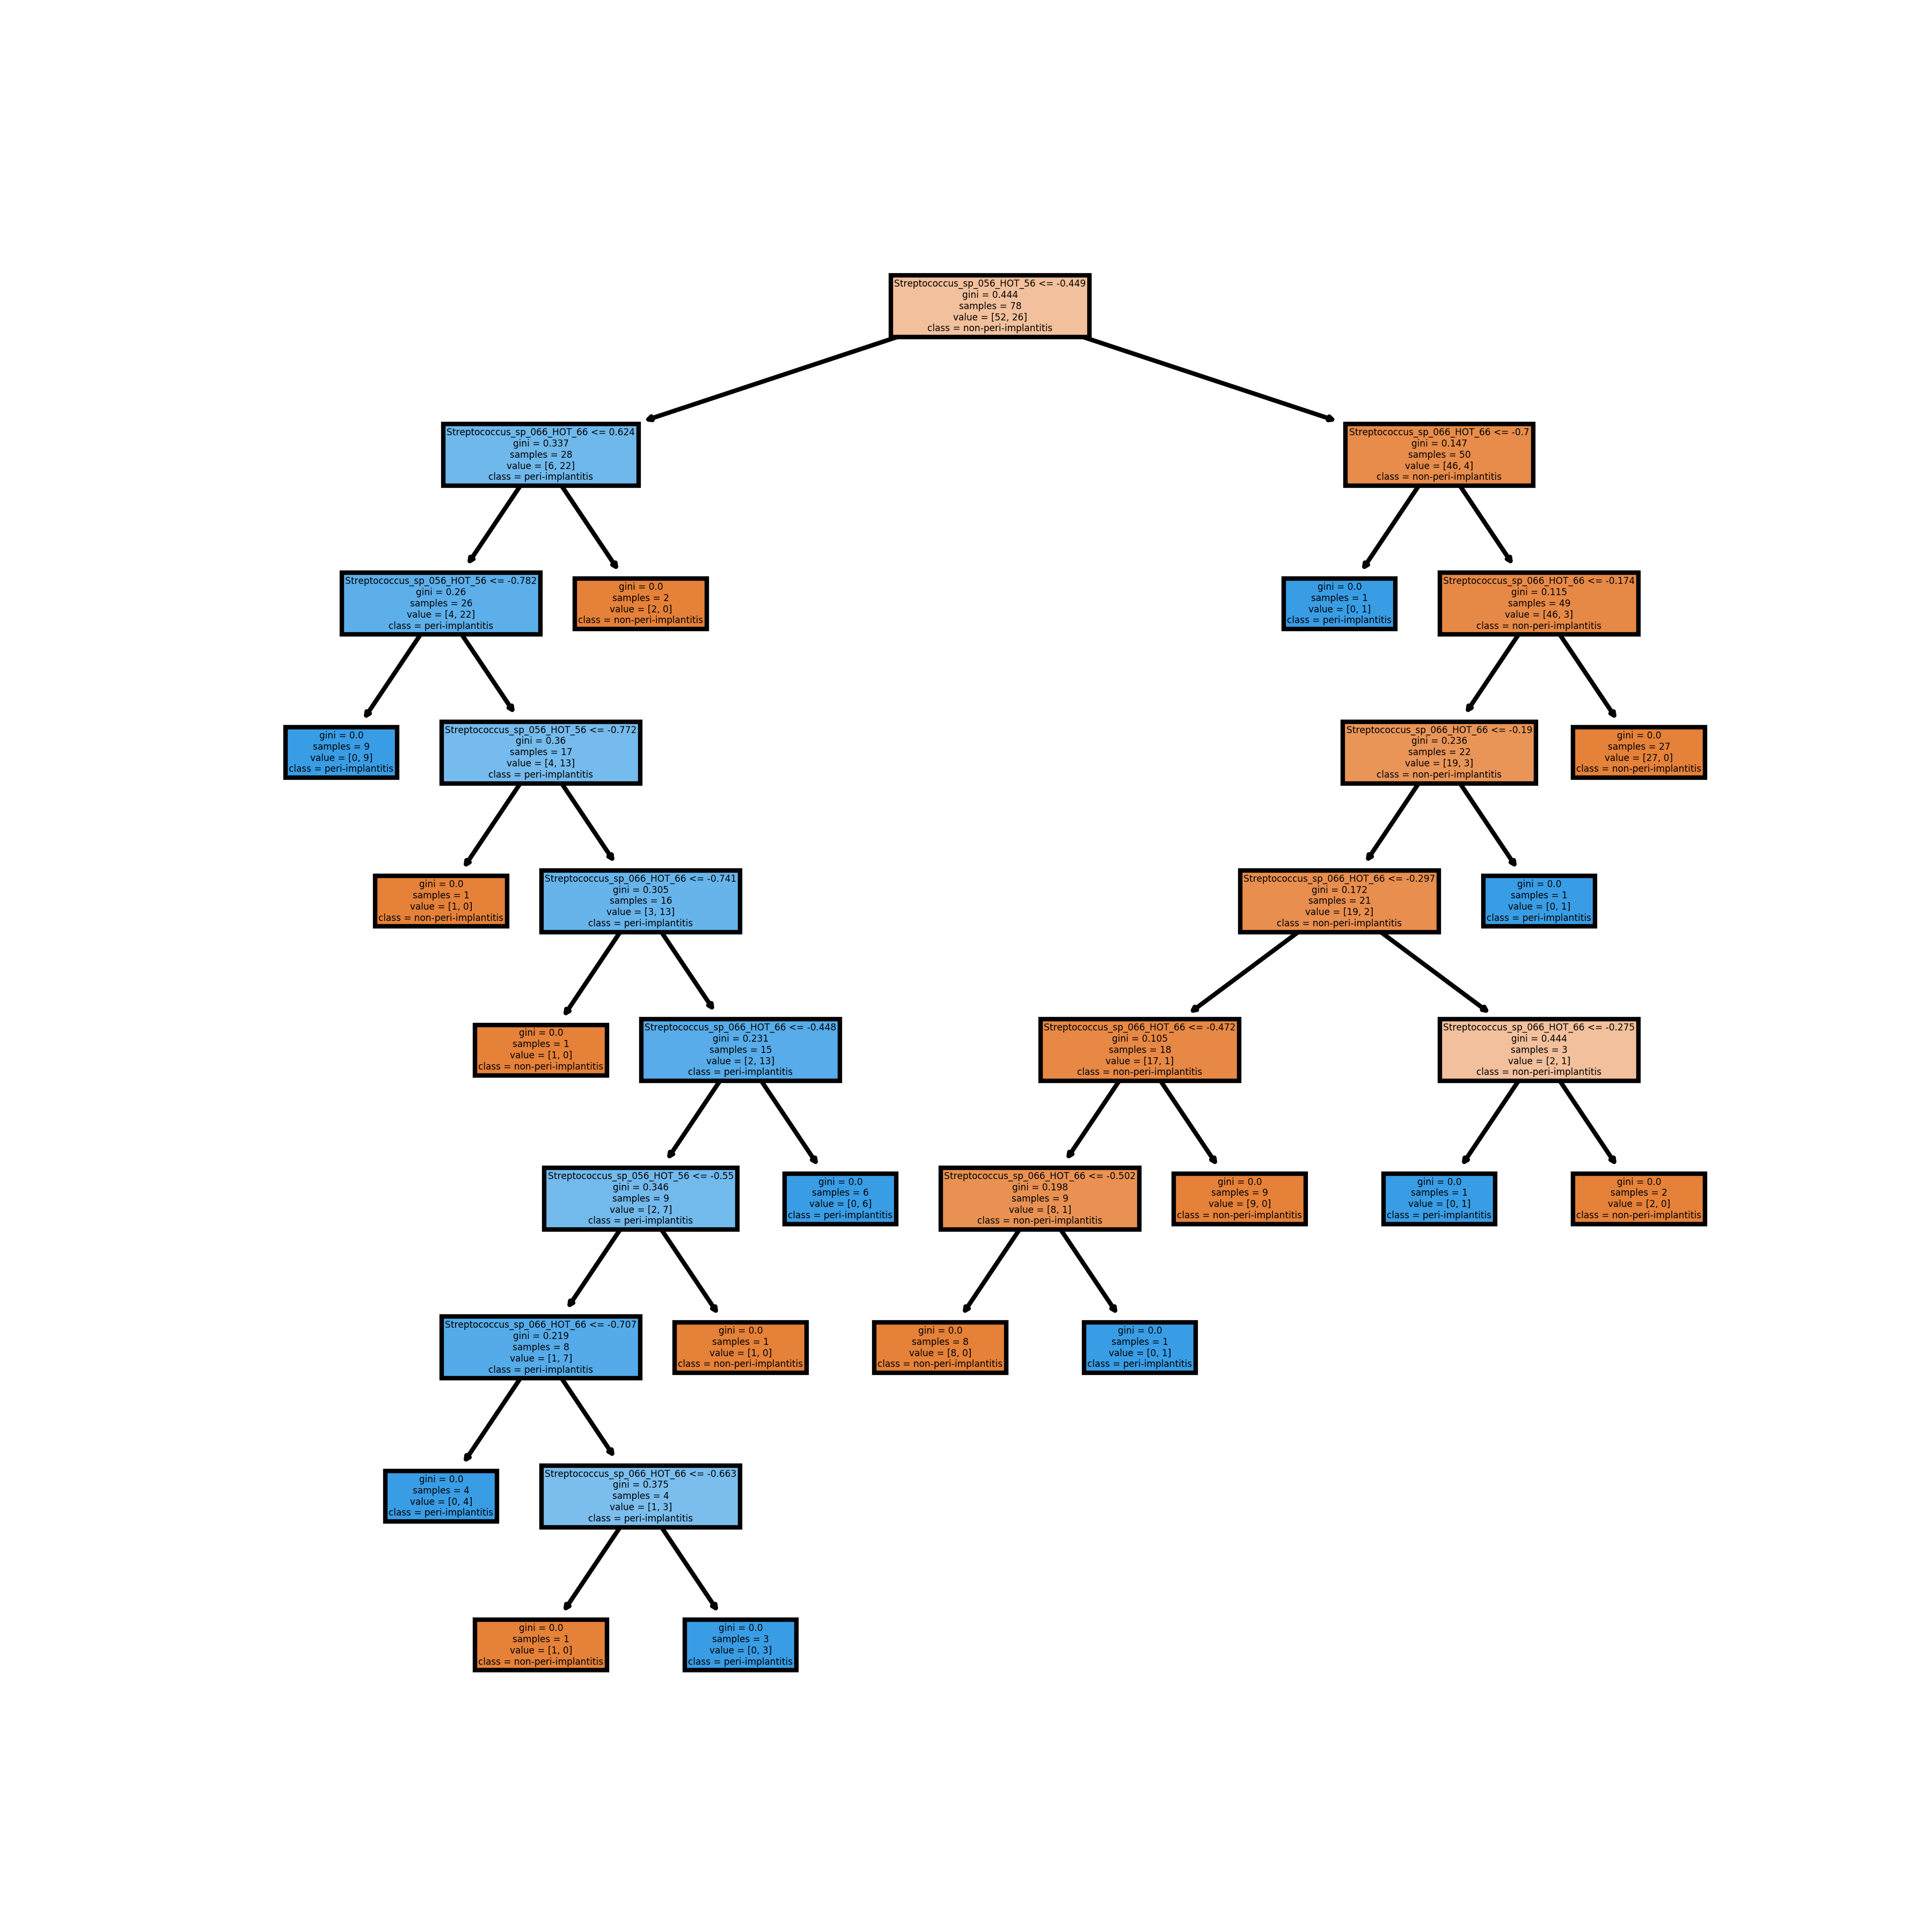 Streptococcus_sp_056_HOT_56 <= -0.449
gini = 0.444
samples = 78
value = [52, 26]
class = non-peri-implantitis
Streptococcus_sp_066_HOT_66 <= 0.624
gini = 0.337
samples = 28
value = [6, 22]
class = peri-implantitis
Streptococcus_sp_066_HOT_66 <= -0.7
gini = 0.147
samples = 50
value = [46, 4]
class = non-peri-implantitis
Streptococcus_sp_056_HOT_56 <= -0.782
gini = 0.26
samples = 26
value = [4, 22]
class = peri-implantitis
gini = 0.0
samples = 2
value = [2, 0]
class = non-peri-implantitis
gini = 0.0
samples = 1
value = [0, 1]
class = peri-implantitis
Streptococcus_sp_066_HOT_66 <= -0.174
gini = 0.115
samples = 49
value = [46, 3]
class = non-peri-implantitis
gini = 0.0
samples = 9
value = [0, 9]
class = peri-implantitis
Streptococcus_sp_056_HOT_56 <= -0.772
gini = 0.36
samples = 17
value = [4, 13]
class = peri-implantitis
Streptococcus_sp_066_HOT_66 <= -0.19
gini = 0.236
samples = 22
value = [19, 3]
class = non-peri-implantitis
gini = 0.0
samples = 27
value = [27, 0]
class = non-peri-implantitis
gini = 0.0
samples = 1
value = [1, 0]
class = non-peri-implantitis
Streptococcus_sp_066_HOT_66 <= -0.741
gini = 0.305
samples = 16
value = [3, 13]
class = peri-implantitis
Streptococcus_sp_066_HOT_66 <= -0.297
gini = 0.172
samples = 21
value = [19, 2]
class = non-peri-implantitis
gini = 0.0
samples = 1
value = [0, 1]
class = peri-implantitis
gini = 0.0
samples = 1
value = [1, 0]
class = non-peri-implantitis
Streptococcus_sp_066_HOT_66 <= -0.448
gini = 0.231
samples = 15
value = [2, 13]
class = peri-implantitis
Streptococcus_sp_066_HOT_66 <= -0.472
gini = 0.105
samples = 18
value = [17, 1]
class = non-peri-implantitis
Streptococcus_sp_066_HOT_66 <= -0.275
gini = 0.444
samples = 3
value = [2, 1]
class = non-peri-implantitis
Streptococcus_sp_056_HOT_56 <= -0.55
gini = 0.346
samples = 9
value = [2, 7]
class = peri-implantitis
gini = 0.0
samples = 6
value = [0, 6]
class = peri-implantitis
Streptococcus_sp_066_HOT_66 <= -0.502
gini = 0.198
samples = 9
value = [8, 1]
class = non-peri-implantitis
gini = 0.0
samples = 9
value = [9, 0]
class = non-peri-implantitis
gini = 0.0
samples = 1
value = [0, 1]
class = peri-implantitis
gini = 0.0
samples = 2
value = [2, 0]
class = non-peri-implantitis
Streptococcus_sp_066_HOT_66 <= -0.707
gini = 0.219
samples = 8
value = [1, 7]
class = peri-implantitis
gini = 0.0
samples = 1
value = [1, 0]
class = non-peri-implantitis
gini = 0.0
samples = 8
value = [8, 0]
class = non-peri-implantitis
gini = 0.0
samples = 1
value = [0, 1]
class = peri-implantitis
gini = 0.0
samples = 4
value = [0, 4]
class = peri-implantitis
Streptococcus_sp_066_HOT_66 <= -0.663
gini = 0.375
samples = 4
value = [1, 3]
class = peri-implantitis
gini = 0.0
samples = 1
value = [1, 0]
class = non-peri-implantitis
gini = 0.0
samples = 3
value = [0, 3]
class = peri-implantitis